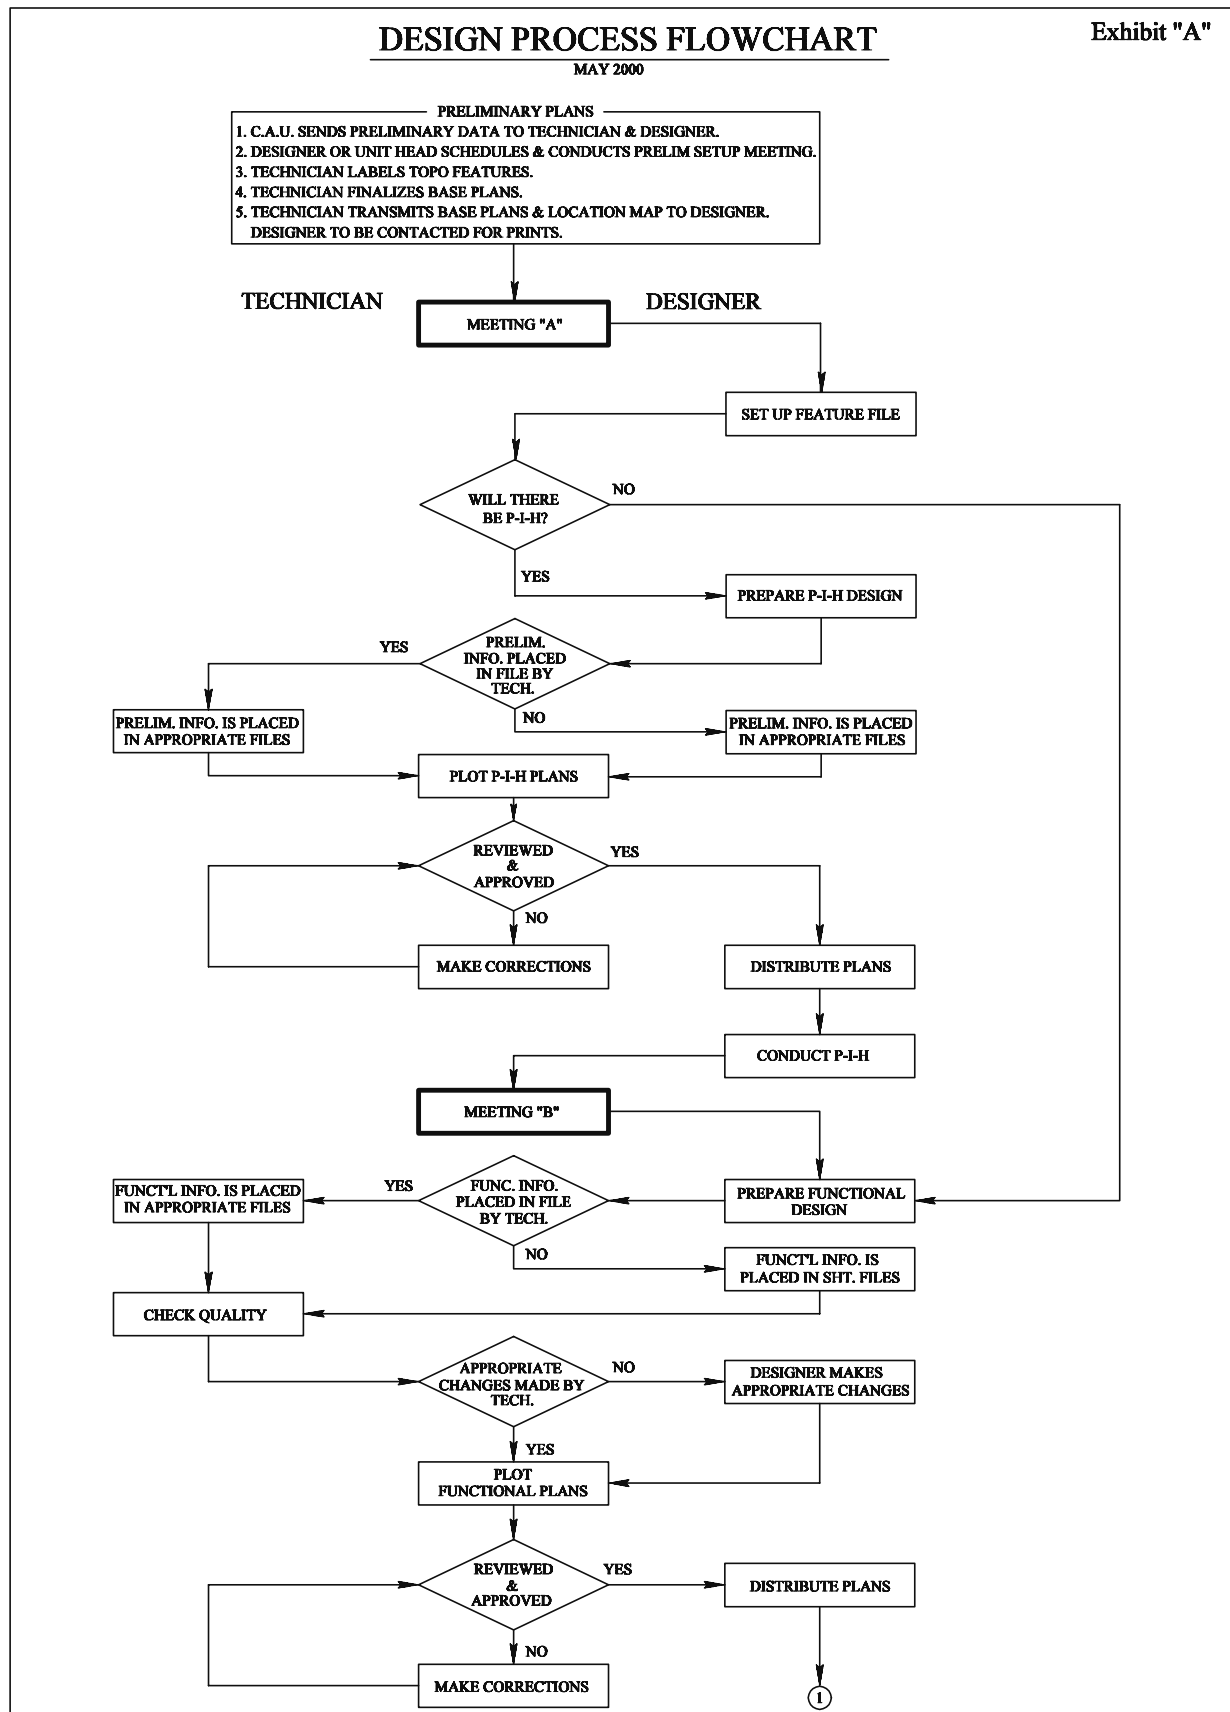 DESIGN PROCESS FLOWCHART
Exhibit "A"
MAY 2000
PRELIMINARY PLANS
1. C.A.U. SENDS PRELIMINARY DATA TO TECHNICIAN & DESIGNER.
2. DESIGNER OR UNIT HEAD SCHEDULES & CONDUCTS PRELIM SETUP MEETING.
3. TECHNICIAN LABELS TOPO FEATURES.
4. TECHNICIAN FINALIZES BASE PLANS.
5. TECHNICIAN TRANSMITS BASE PLANS & LOCATION MAP TO DESIGNER.
DESIGNER TO BE CONTACTED FOR PRINTS.
TECHNICIAN
DESIGNER
MEETING "A"
SET UP FEATURE FILE
WILL THERE
BE P-I-H?
NO
YES
PREPARE P-I-H DESIGN
PRELIM.
INFO. PLACED
IN FILE BY
TECH.
YES
NO
PRELIM. INFO. IS PLACED
IN APPROPRIATE FILES
PRELIM. INFO. IS PLACED
IN APPROPRIATE FILES
PLOT P-I-H PLANS
REVIEWED
&
APPROVED
YES
NO
MAKE CORRECTIONS
DISTRIBUTE PLANS
CONDUCT P-I-H
MEETING "B"
PREPARE FUNCTIONAL
DESIGN
FUNC. INFO.
PLACED IN FILE
BY TECH.
YES
NO
FUNCT'L INFO. IS PLACED
IN APPROPRIATE FILES
FUNCT'L INFO. IS
PLACED IN SHT. FILES
CHECK QUALITY
APPROPRIATE
CHANGES MADE BY
TECH.
NO
YES
DESIGNER MAKES
APPROPRIATE CHANGES
PLOT
FUNCTIONAL PLANS
REVIEWED
&
APPROVED
YES
NO
DISTRIBUTE PLANS
MAKE CORRECTIONS
1